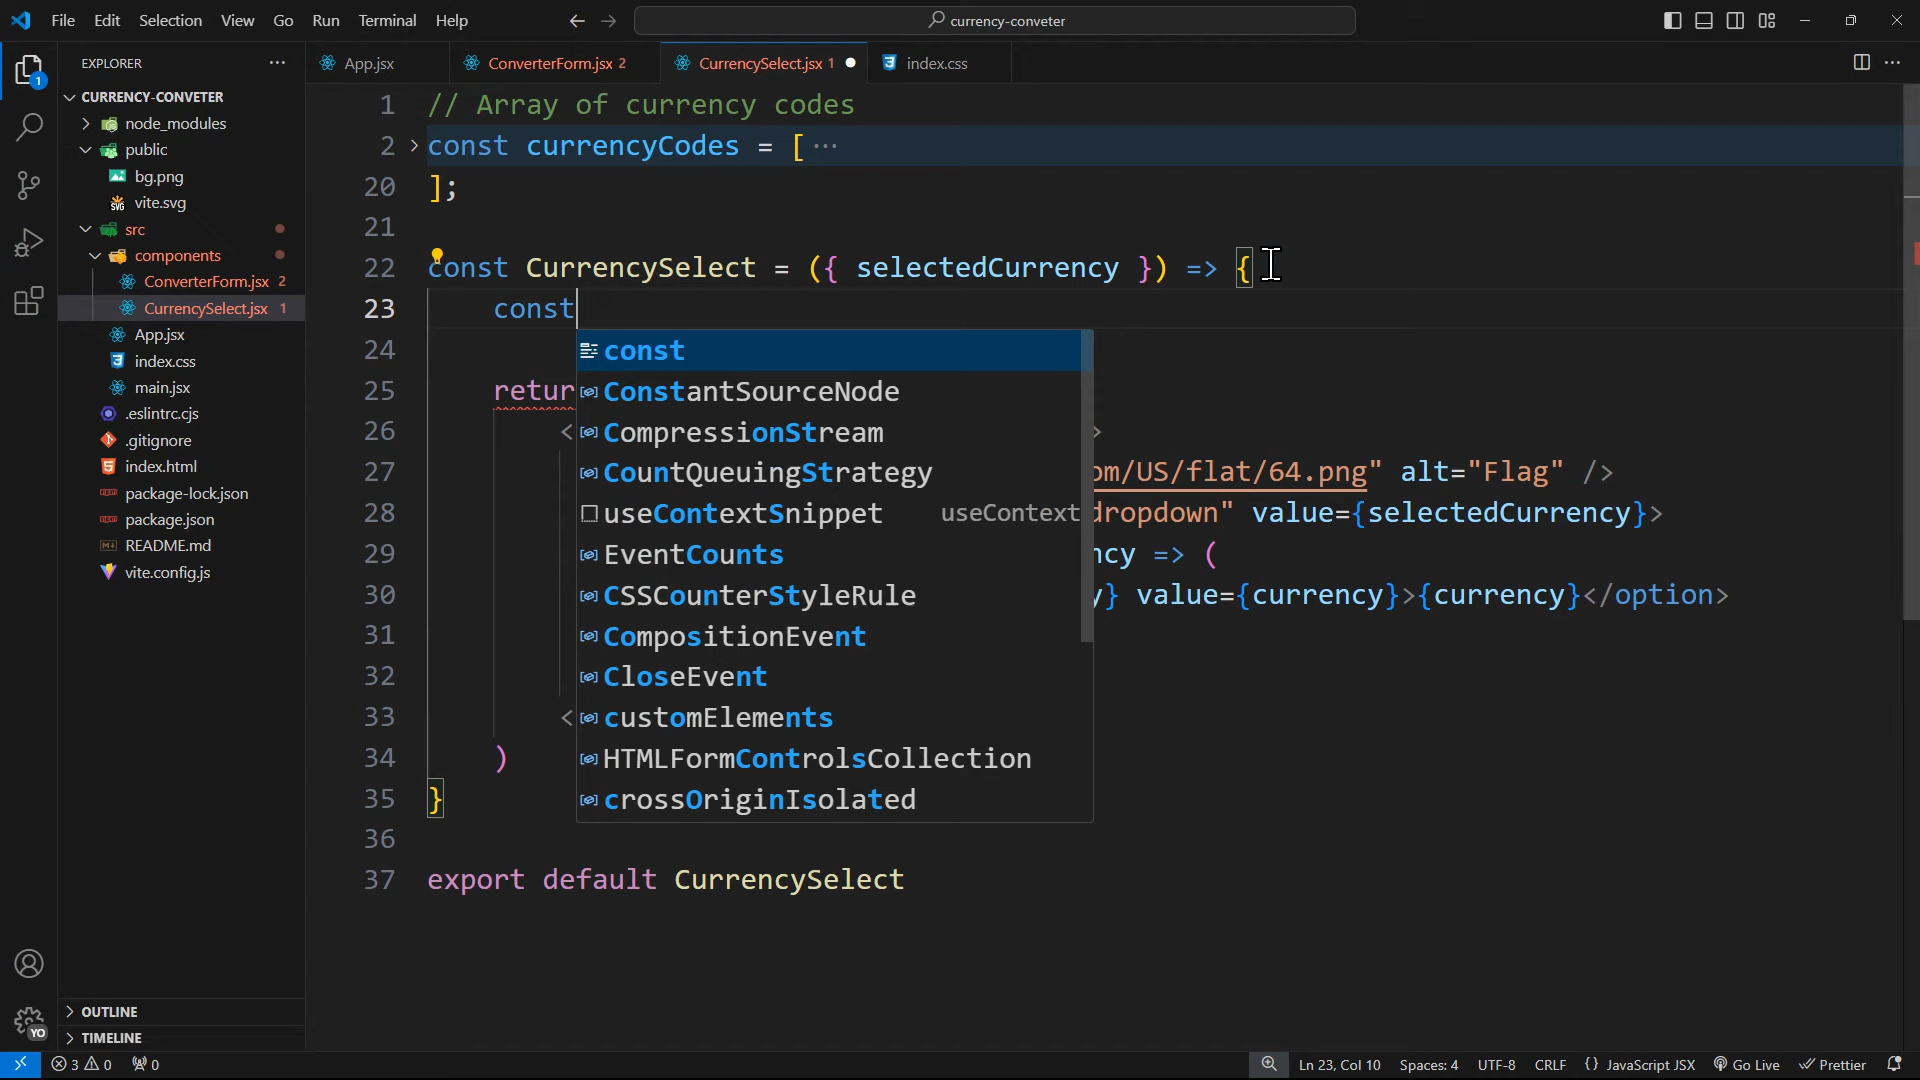 File Edit Selection View Go Run Terminal Help
currency-conveter
EXPLORER
App.jsx
ConverterForm.jsx 2
CurrencySelect.jsx 1
index.css
1
CURRENCY-CONVETER
node_modules
public
bg.png
vite.svg
src
components
ConverterForm.jsx 2
CurrencySelect.jsx 1
App.jsx
index.css
main.jsx
.eslintrc.cjs
.gitignore
index.html
package-lock.json
package.json
README.md
vite.config.js
OUTLINE
TIMELINE
YO
1 // Array of currency codes
2 const currencyCodes = [ ···
20 ];
21
22 const CurrencySelect = ({ selectedCurrency }) => {
23 const
24
25 retur
26 < >
27 om/US/flat/64.png" alt="Flag" />
28 dropdown" value={selectedCurrency}>
29 ncy => (
30 y} value={currency}>{currency}</option>
31
32
33 <
34 )
35 }
36
37 export default CurrencySelect
const
ConstantSourceNode
CompressionStream
CountQueuingStrategy
useContextSnippet useContext
EventCounts
CSSCounterStyleRule
CompositionEvent
CloseEvent
customElements
HTMLFormControlsCollection
crossOriginIsolated
3 0 0 Ln 23, Col 10 Spaces: 4 UTF-8 CRLF {} JavaScript JSX Go Live Prettier